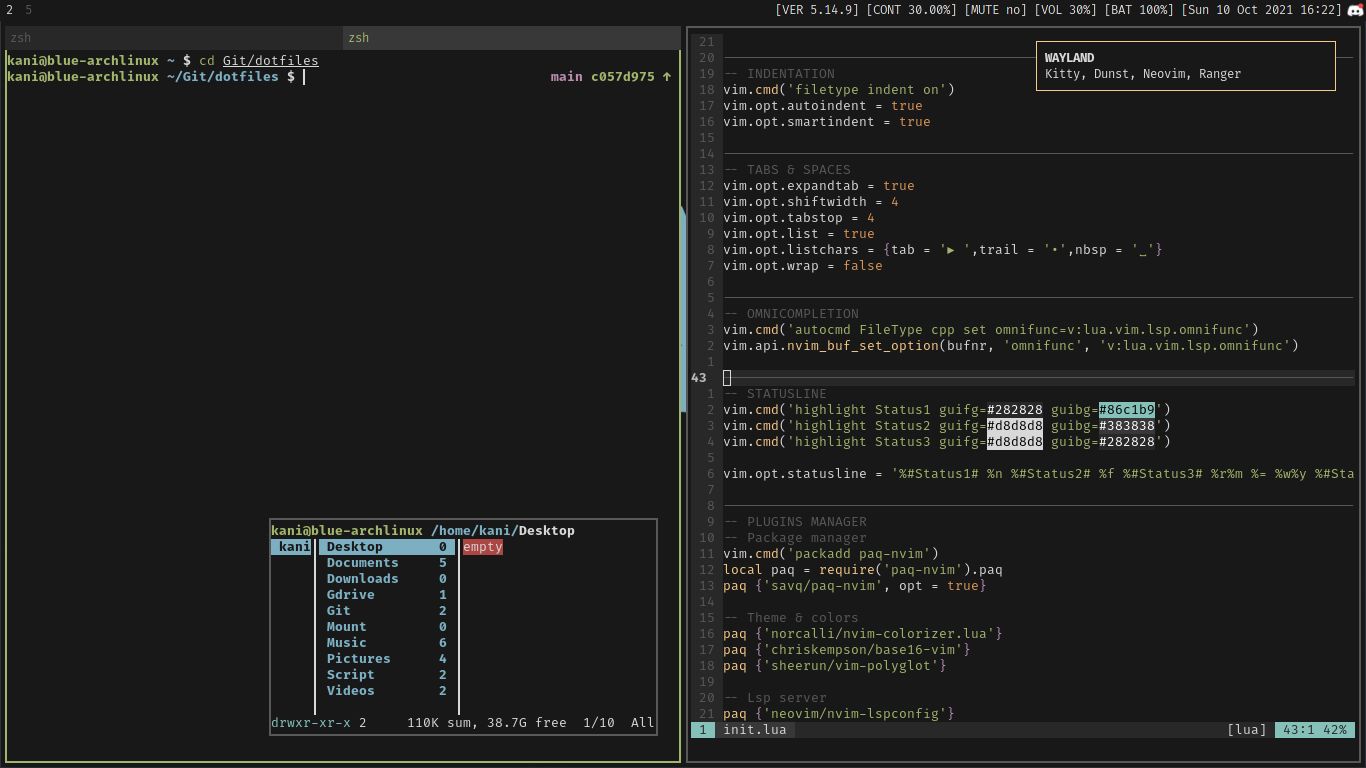 2 5
[VER 5.14.9] [CONT 30.00%] [MUTE no] [VOL 30%] [BAT 100%] [Sun 10 Oct 2021 16:22]
zsh
zsh
kani@blue-archlinux ~ $ cd Git/dotfiles
kani@blue-archlinux ~/Git/dotfiles $
main c057d975 ↑
kani@blue-archlinux /home/kani/Desktop
kani Desktop 0 empty
Documents 5
Downloads 0
Gdrive 1
Git 2
Mount 0
Music 6
Pictures 4
Script 2
Videos 2
drwxr-xr-x 2 110K sum, 38.7G free 1/10 All
WAYLAND
Kitty, Dunst, Neovim, Ranger
21
20
19 -- INDENTATION
18 vim.cmd('filetype indent on')
17 vim.opt.autoindent = true
16 vim.opt.smartindent = true
15
14
13 -- TABS & SPACES
12 vim.opt.expandtab = true
11 vim.opt.shiftwidth = 4
10 vim.opt.tabstop = 4
9 vim.opt.list = true
8 vim.opt.listchars = {tab = '▶ ',trail = '•',nbsp = '␣'}
7 vim.opt.wrap = false
6
5
4 -- OMNICOMPLETION
3 vim.cmd('autocmd FileType cpp set omnifunc=v:lua.vim.lsp.omnifunc')
2 vim.api.nvim_buf_set_option(bufnr, 'omnifunc', 'v:lua.vim.lsp.omnifunc')
1
43
1 -- STATUSLINE
2 vim.cmd('highlight Status1 guifg=#282828 guibg=#86c1b9')
3 vim.cmd('highlight Status2 guifg=#d8d8d8 guibg=#383838')
4 vim.cmd('highlight Status3 guifg=#d8d8d8 guibg=#282828')
5
6 vim.opt.statusline = '%#Status1# %n %#Status2# %f %#Status3# %r%m %= %w%y %#Sta
7
8
9 -- PLUGINS MANAGER
10 -- Package manager
11 vim.cmd('packadd paq-nvim')
12 local paq = require('paq-nvim').paq
13 paq {'savq/paq-nvim', opt = true}
14
15 -- Theme & colors
16 paq {'norcalli/nvim-colorizer.lua'}
17 paq {'chriskempson/base16-vim'}
18 paq {'sheerun/vim-polyglot'}
19
20 -- Lsp server
21 paq {'neovim/nvim-lspconfig'}
1 init.lua [lua] 43:1 42%